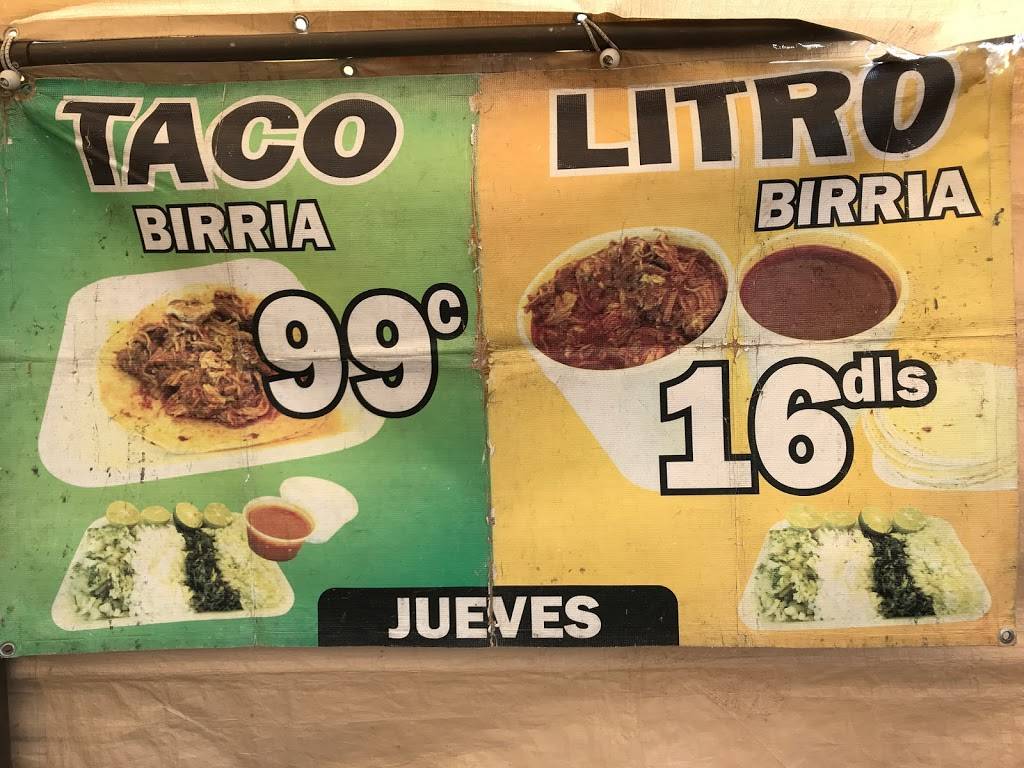 TACO
BIRRIA
99c
LITRO
BIRRIA
16dls
JUEVES